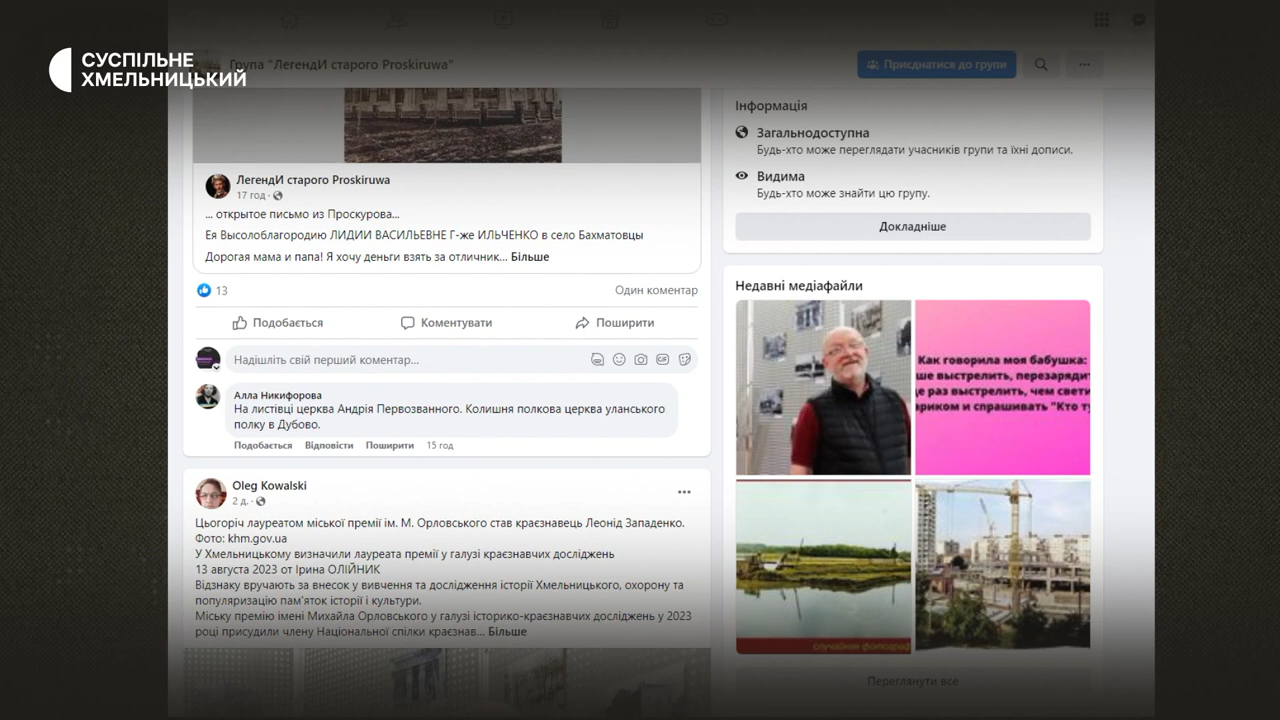 СУСПІЛЬНЕ
ХМЕЛЬНИЦЬКИЙ
Група "ЛегендИ старого Proskiruwa"
Приєднатися до групи
ЛегендИ старого Proskiruwa
17 год ·
... открытое письмо из Проскурова...
Ея Высолоблагородию ЛИДИИ ВАСИЛЬЕВНЕ Г-же ИЛЬЧЕНКО в село Бахматовцы
Дорогая мама и папа! Я хочу деньги взять за отличник... Більше
13
Один коментар
Подобається
Коментувати
Поширити
Надішліть свій перший коментар...
Алла Никифорова
На листівці церква Андрія Первозванного. Колишня полкова церква уланського
полку в Дубово.
Подобається Відповісти Поширити 15 год
Oleg Kowalski
2 д. ·
Цьогоріч лауреатом міської премії ім. М. Орловського став краєзнавець Леонід Западенко.
Фото: khm.gov.ua
У Хмельницькому визначили лауреата премії у галузі краєзнавчих досліджень
13 августа 2023 от Ірина ОЛІЙНИК
Відзнаку вручають за внесок у вивчення та дослідження історії Хмельницького, охорону та
популяризацію пам'яток історії і культури.
Міську премію імені Михайла Орловського у галузі історико-краєзнавчих досліджень у 2023
році присудили члену Національної спілки краєзнав... Більше
Інформація
Загальнодоступна
Будь-хто може переглядати учасників групи та їхні дописи.
Видима
Будь-хто може знайти цю групу.
Докладніше
Недавні медіафайли
Как говорила моя бабушка:
ше выстрелить, перезарядит
е раз выстрелить, чем свети
ариком и спрашивать "Кто ту
случайная фотограф
Переглянути все